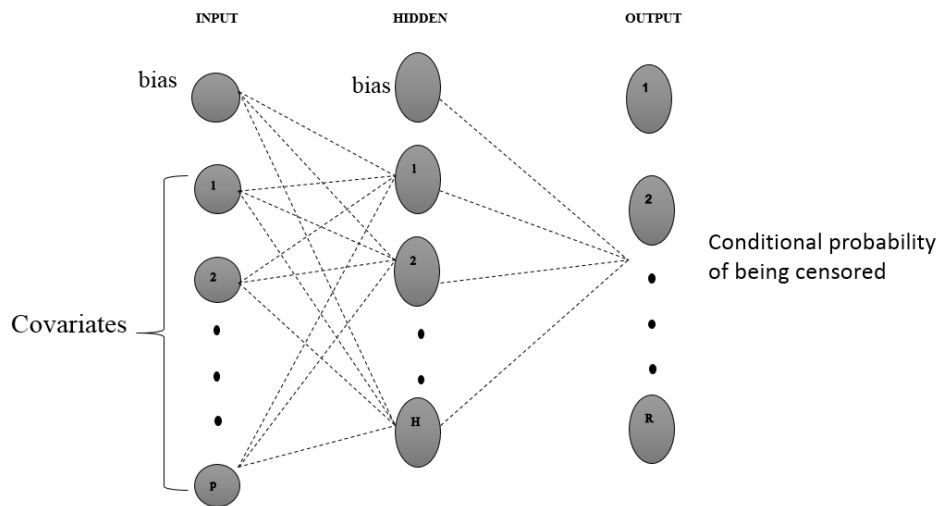 INPUT
HIDDEN
OUTPUT
bias
bias
1
1
1
2
2
2
Conditional probability
of being censored
Covariates
H
R
p